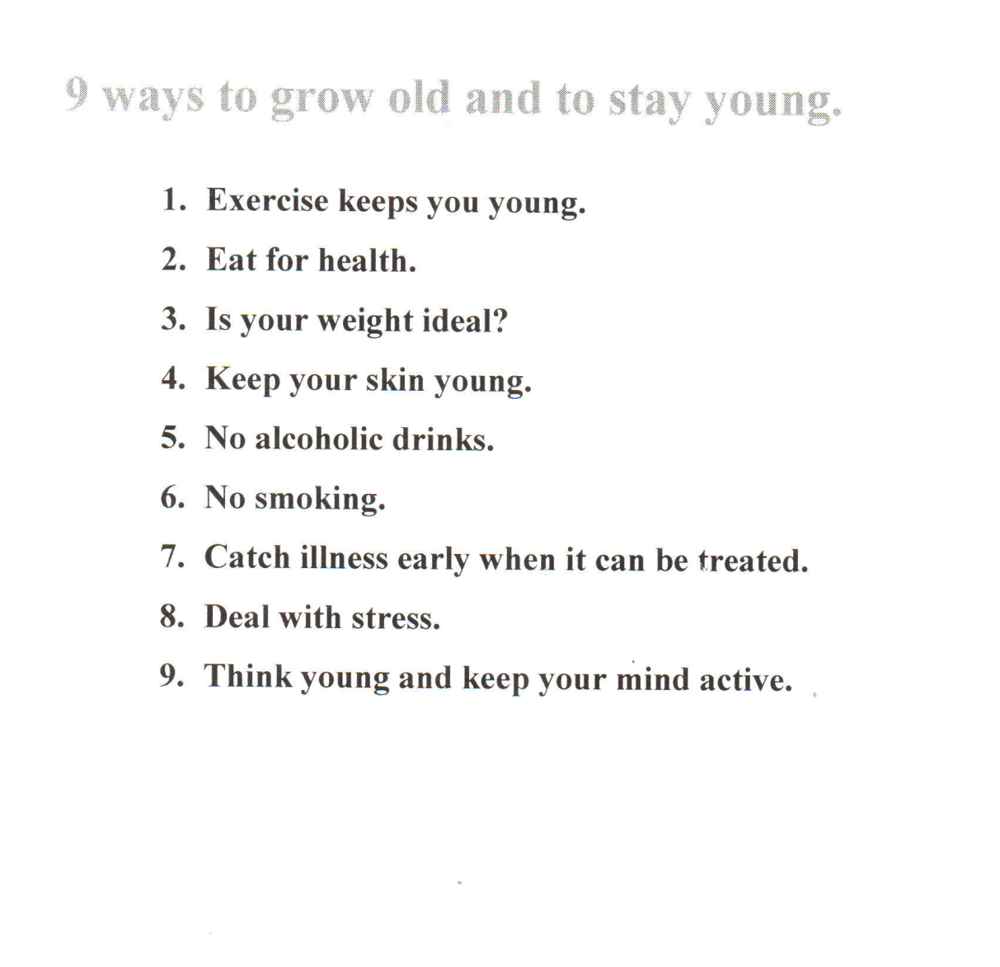 9 ways to grow old and to stay young.
1. Exercise keeps you young.
2. Eat for health.
3. Is your weight ideal?
4. Keep your skin young.
5. No alcoholic drinks.
6. No smoking.
7. Catch illness early when it can be treated.
8. Deal with stress.
9. Think young and keep your mind active.